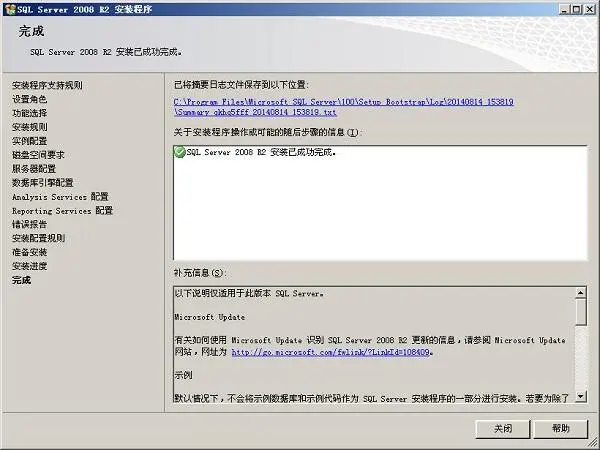 SQL Server 2008 R2 安装程序
完成
SQL Server 2008 R2 安装已成功完成。
安装程序支持规则
设置角色
功能选择
安装规则
实例配置
磁盘空间要求
服务器配置
数据库引擎配置
Analysis Services 配置
Reporting Services 配置
错误报告
安装配置规则
准备安装
安装进度
完成
已将摘要日志文件保存到以下位置:
C:\Program Files\Microsoft SQL Server\100\Setup Bootstrap\Log\20140814_153819
\Summary_qkhq5fff_20140814_153819.txt
关于安装程序操作或可能的随后步骤的信息(I):
SQL Server 2008 R2 安装已成功完成。
补充信息(S):
以下说明仅适用于此版本 SQL Server。
Microsoft Update
有关如何使用 Microsoft Update 识别 SQL Server 2008 R2 更新的信息,请参阅 Microsoft Update
网站,网址为 http://go.microsoft.com/fwlink/?LinkId=108409。
示例
默认情况下,不会将示例数据库和示例代码作为 SQL Server 安装程序的一部分进行安装。若要为除了
关闭
帮助